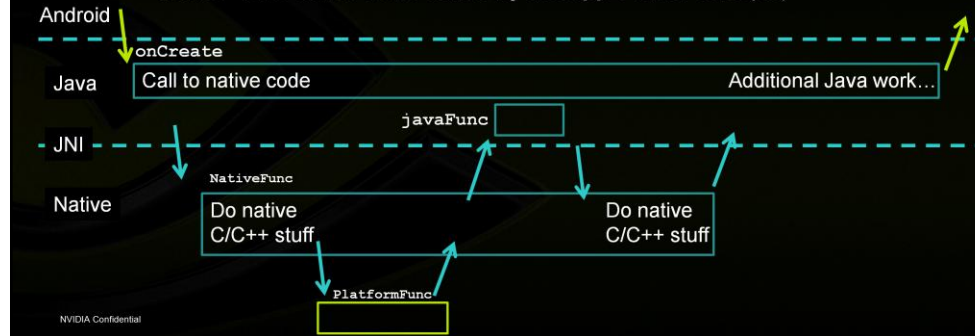 Android
onCreate
Java
Call to native code
Additional Java work…
javaFunc
JNI
NativeFunc
Native
Do native
C/C++ stuff
Do native
C/C++ stuff
PlatformFunc
NVIDIA Confidential